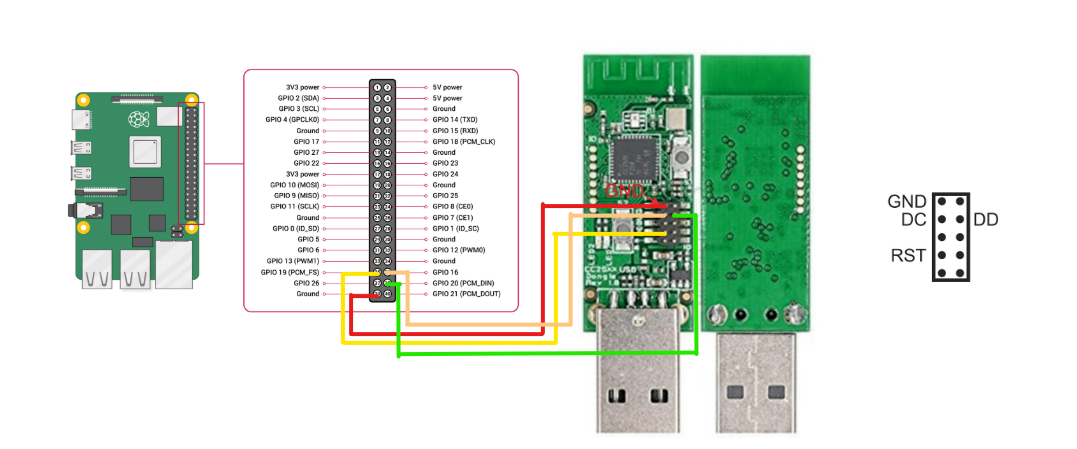 3V3 power 1 2 5V power
GPIO 2 (SDA) 3 4 5V power
GPIO 3 (SCL) 5 6 Ground
GPIO 4 (GPCLK0) 7 8 GPIO 14 (TXD)
Ground 9 10 GPIO 15 (RXD)
GPIO 17 11 12 GPIO 18 (PCM_CLK)
GPIO 27 13 14 Ground
GPIO 22 15 16 GPIO 23
3V3 power 17 18 GPIO 24
GPIO 10 (MOSI) 19 20 Ground
GPIO 9 (MISO) 21 22 GPIO 25
GPIO 11 (SCLK) 23 24 GPIO 8 (CE0)
Ground 25 26 GPIO 7 (CE1)
GPIO 0 (ID_SD) 27 28 GPIO 1 (ID_SC)
GPIO 5 29 30 Ground
GPIO 6 31 32 GPIO 12 (PWM0)
GPIO 13 (PWM1) 33 34 Ground
GPIO 19 (PCM_FS) GPIO 16
GPIO 26 37 GPIO 20 (PCM_DIN)
Ground 39 40 GPIO 21 (PCM_DOUT)
GND
CC25XX USB
Dongle
Rev 1.0
GND
DC DD
RST